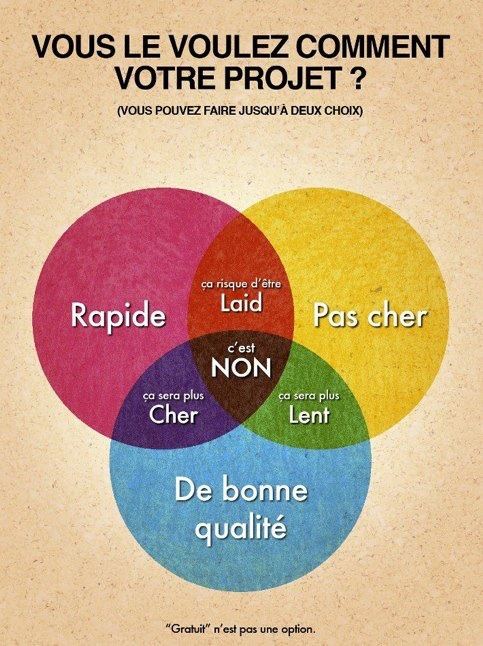 VOUS LE VOULEZ COMMENT
VOTRE PROJET ?
(VOUS POUVEZ FAIRE JUSQU'À DEUX CHOIX)
ça risque d'être
Laid
Rapide
Pas cher
c'est
NON
ça sera plus
Cher
ça sera plus
Lent
De bonne
qualité
"Gratuit" n'est pas une option.